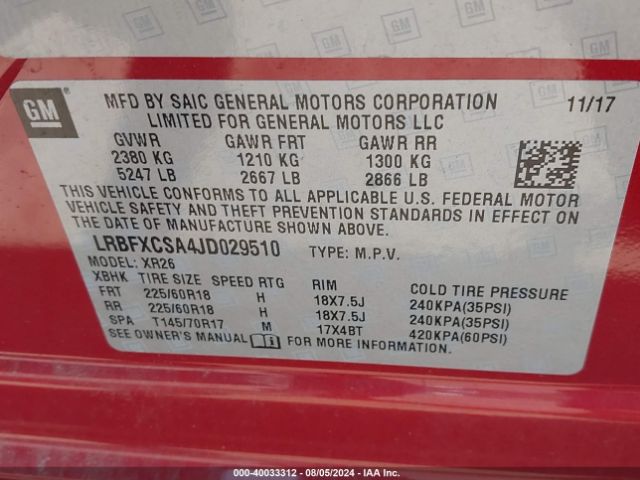 GM
MFD BY SAIC GENERAL MOTORS CORPORATION 11/17
LIMITED FOR GENERAL MOTORS LLC
GVWR GAWR FRT GAWR RR
2380 KG 1210 KG 1300 KG
5247 LB 2667 LB 2866 LB
THIS VEHICLE CONFORMS TO ALL APPLICABLE U.S. FEDERAL MOTOR
VEHICLE SAFETY AND THEFT PREVENTION STANDARDS IN EFFECT ON
THE DATE OF MANUFACTURE SHOWN ABOVE.
LRBFXCSA4JD029510 TYPE: M.P.V.
MODEL: XR26
XBHK TIRE SIZE SPEED RTG RIM COLD TIRE PRESSURE
FRT 225/60R18 H 18X7.5J 240KPA(35PSI)
RR 225/60R18 H 18X7.5J 240KPA(35PSI)
SPA T145/70R17 M 17X4BT 420KPA(60PSI)
SEE OWNER'S MANUAL FOR MORE INFORMATION.
©COPART - 40033312 - 08/05/2024 - IAA Inc.